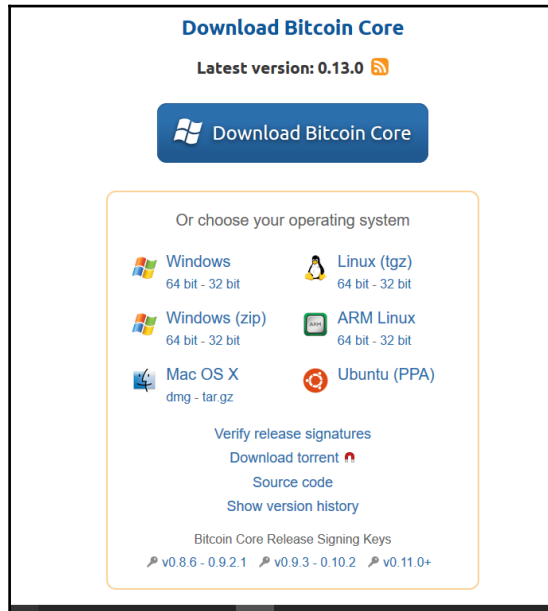 Download Bitcoin Core
Latest version: 0.13.0
Download Bitcoin Core
Or choose your operating system
Windows
64 bit - 32 bit
Linux (tgz)
64 bit - 32 bit
Windows (zip)
64 bit - 32 bit
ARM
ARM Linux
64 bit - 32 bit
Mac OS X
dmg - tar.gz
Ubuntu (PPA)
Verify release signatures
Download torrent
Source code
Show version history
Bitcoin Core Release Signing Keys
v0.8.6 - 0.9.2.1 v0.9.3 - 0.10.2 v0.11.0+